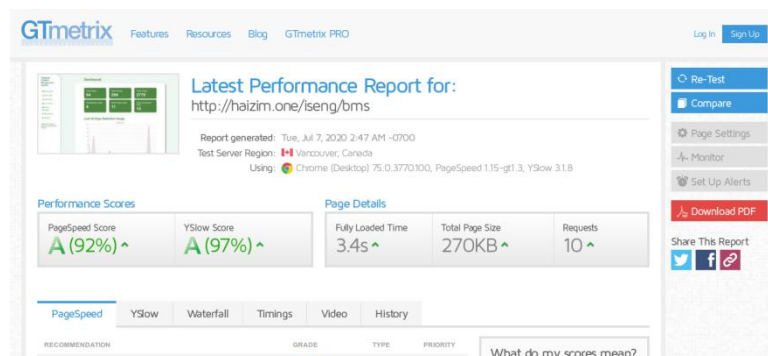 GTmetrix
Features Resources Blog GTmetrix PRO
Log In Sign Up
Latest Performance Report for:
http://haizim.one/iseng/bms
Report generated: Tue, Jul 7, 2020 2:47 AM -0700
Test Server Region: Vancouver, Canada
Using: Chrome (Desktop) 75.0.3770.100, PageSpeed 1.15-gt1.3, YSlow 3.1.8
Re-Test
Compare
Page Settings
Monitor
Set Up Alerts
Download PDF
Share This Report
Performance Scores
PageSpeed Score YSlow Score
A (92%) A (97%)
Page Details
Fully Loaded Time Total Page Size Requests
3.4s 270KB 10
PageSpeed YSlow Waterfall Timings Video History
RECOMMENDATION GRADE TYPE PRIORITY
What do my scores mean?